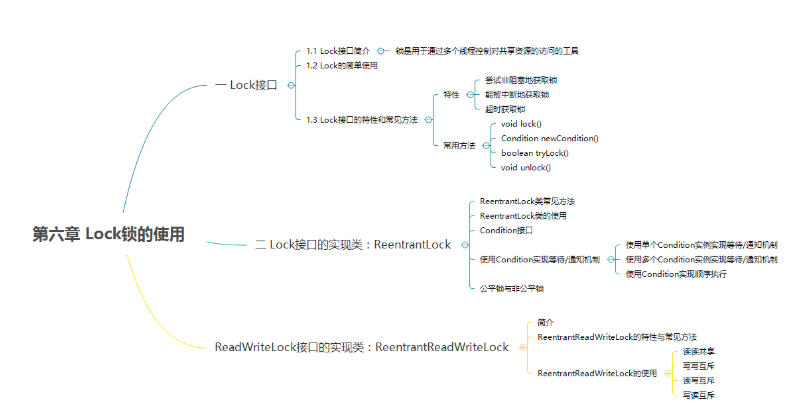 第六章 Lock锁的使用
一 Lock接口
1.1 Lock接口简介
锁是用于通过多个线程控制对共享资源的访问的工具
1.2 Lock的简单使用
1.3 Lock接口的特性和常见方法
特性
尝试非阻塞地获取锁
能被中断地获取锁
超时获取锁
常用方法
void lock()
Condition newCondition()
boolean tryLock()
void unlock()
二 Lock接口的实现类：ReentrantLock
ReentrantLock类常见方法
ReentrantLock类的使用
Condition接口
使用Condition实现等待/通知机制
使用单个Condition实例实现等待/通知机制
使用多个Condition实例实现等待/通知机制
使用Condition实现顺序执行
公平锁与非公平锁
ReadWriteLock接口的实现类：ReentrantReadWriteLock
简介
ReentrantReadWriteLock的特性与常见方法
ReentrantReadWriteLock的使用
读读共享
写写互斥
读写互斥
写读互斥